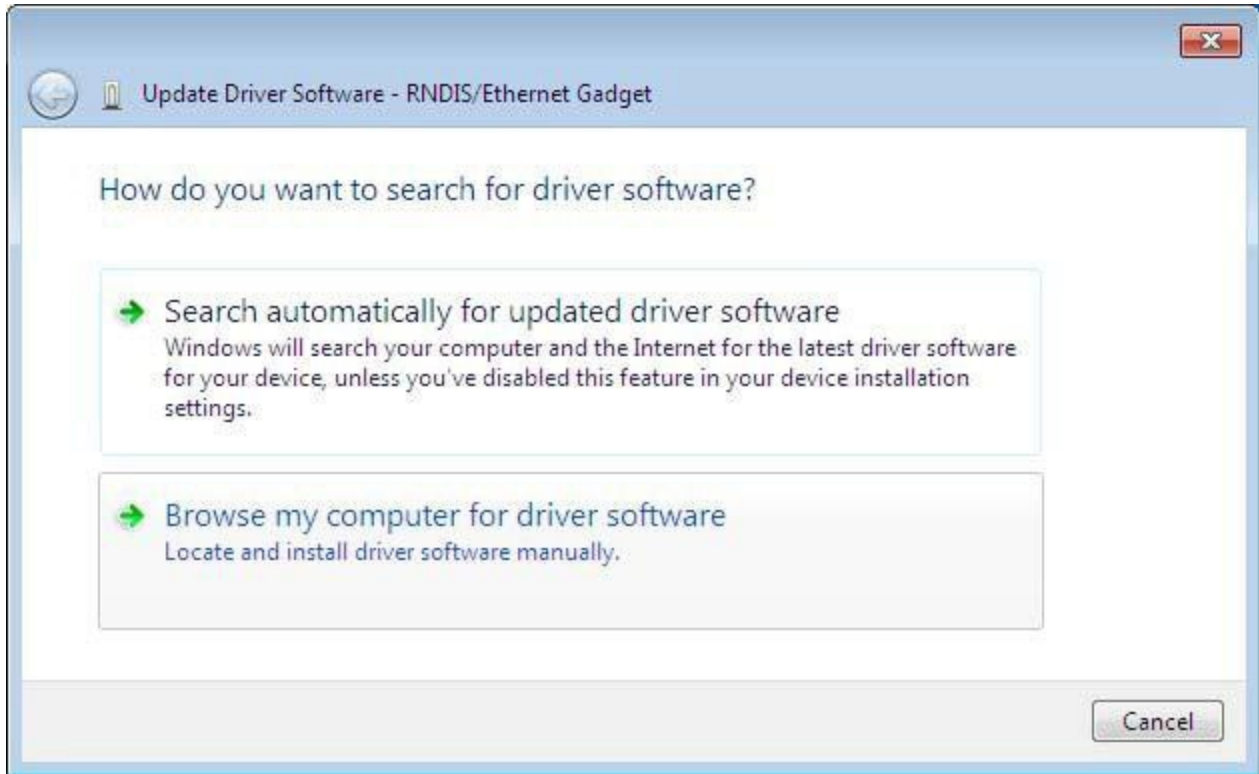 Update Driver Software - RNDIS/Ethernet Gadget
How do you want to search for driver software?
Search automatically for updated driver software
Windows will search your computer and the Internet for the latest driver software
for your device, unless you've disabled this feature in your device installation
settings.
Browse my computer for driver software
Locate and install driver software manually.
Cancel